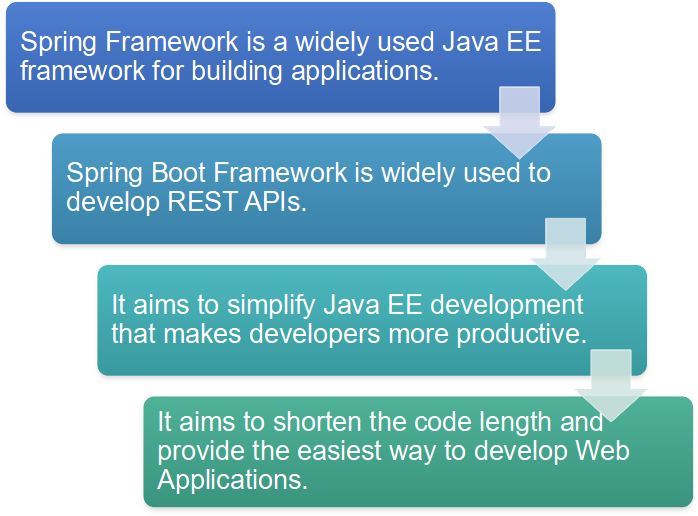 Spring Framework is a widely used Java EE
framework for building applications.
Spring Boot Framework is widely used to
develop REST APIs.
It aims to simplify Java EE development
that makes developers more productive.
It aims to shorten the code length and
provide the easiest way to develop Web
Applications.